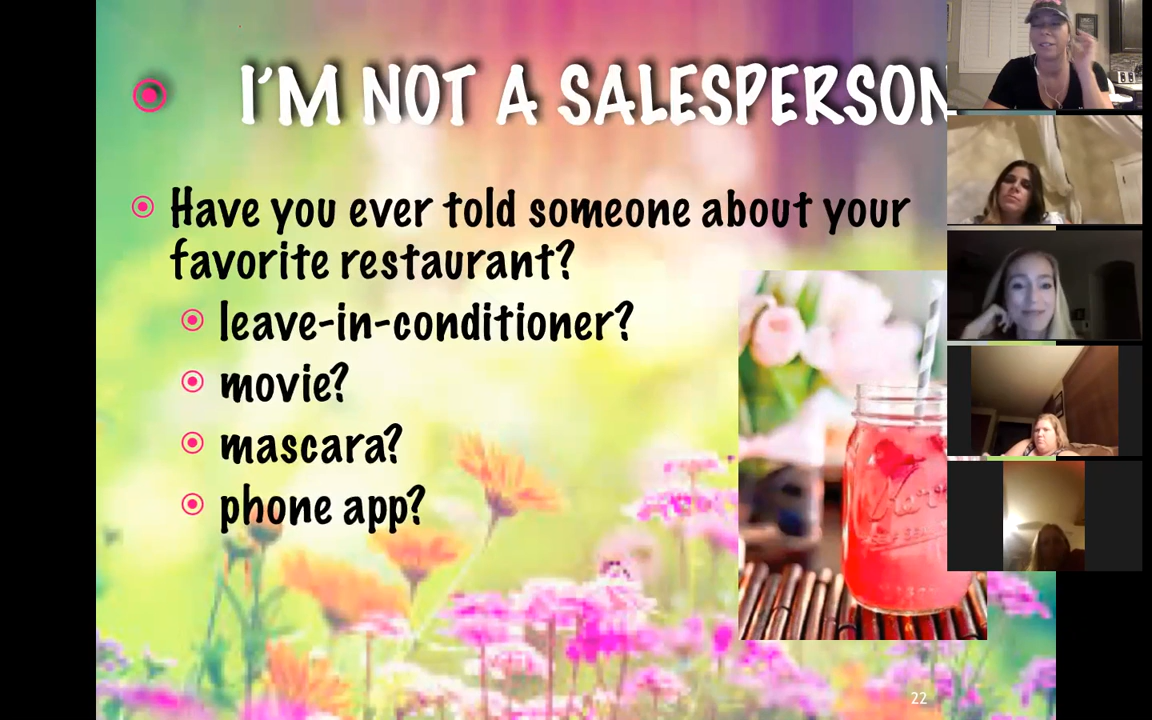 I'M NOT A SALESPERSON
Have you ever told someone about your
favorite restaurant?
leave-in-conditioner?
movie?
mascara?
phone app?
22